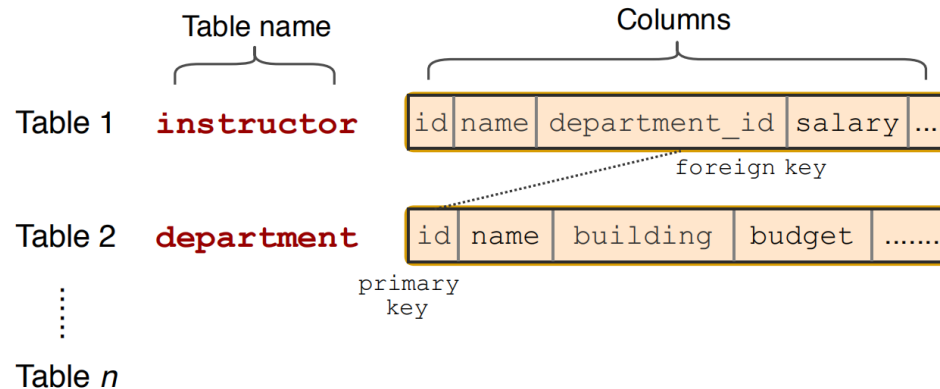 Table name Columns
Table 1 instructor id name department_id salary ...
foreign key
Table 2 department id name building budget .......
primary
key
Table n